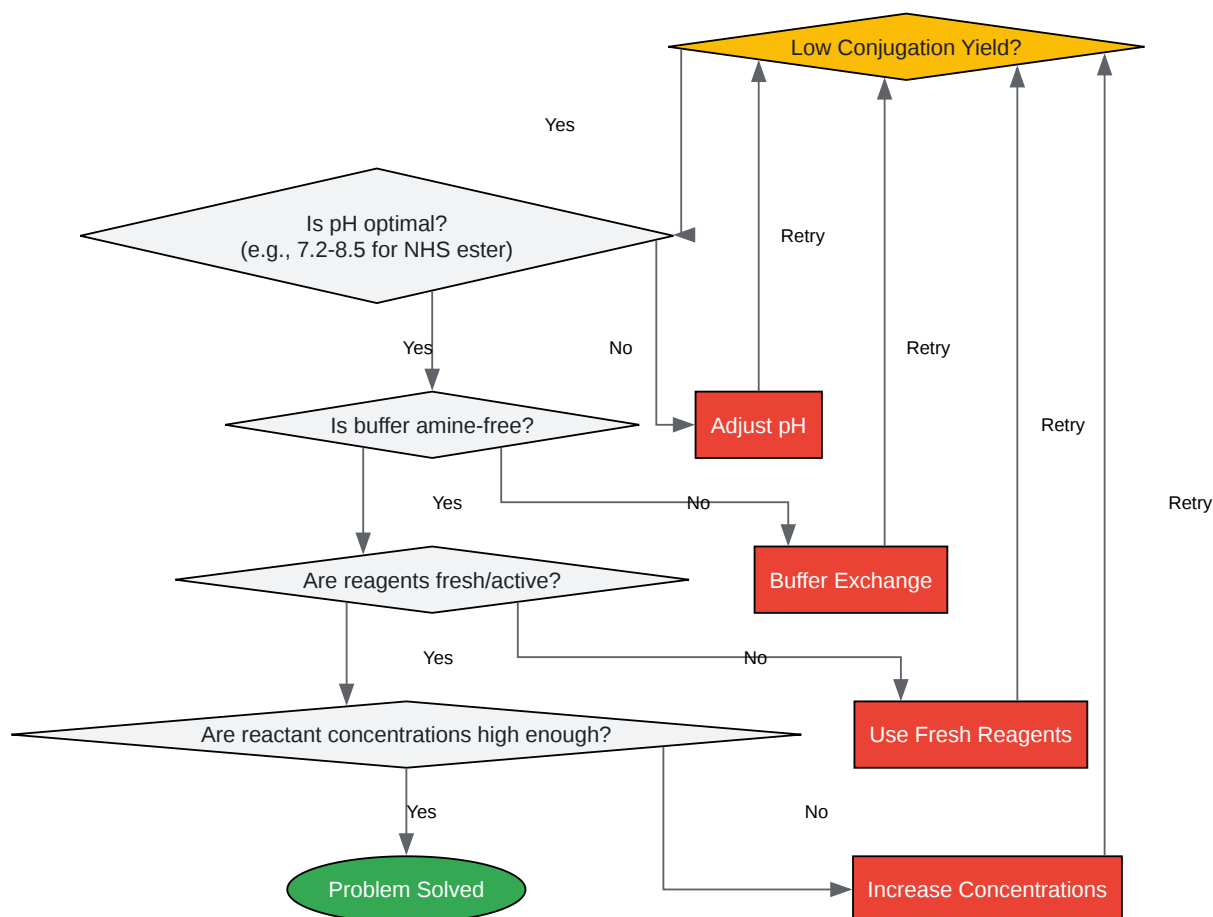 Low Conjugation Yield?
Yes
Is pH optimal?
(e.g., 7.2-8.5 for NHS ester)
Retry
Yes
No
Retry
Is buffer amine-free?
Adjust pH
Retry
Yes
No
Retry
Are reagents fresh/active?
Buffer Exchange
Yes
No
Are reactant concentrations high enough?
Use Fresh Reagents
Yes
No
Problem Solved
Increase Concentrations